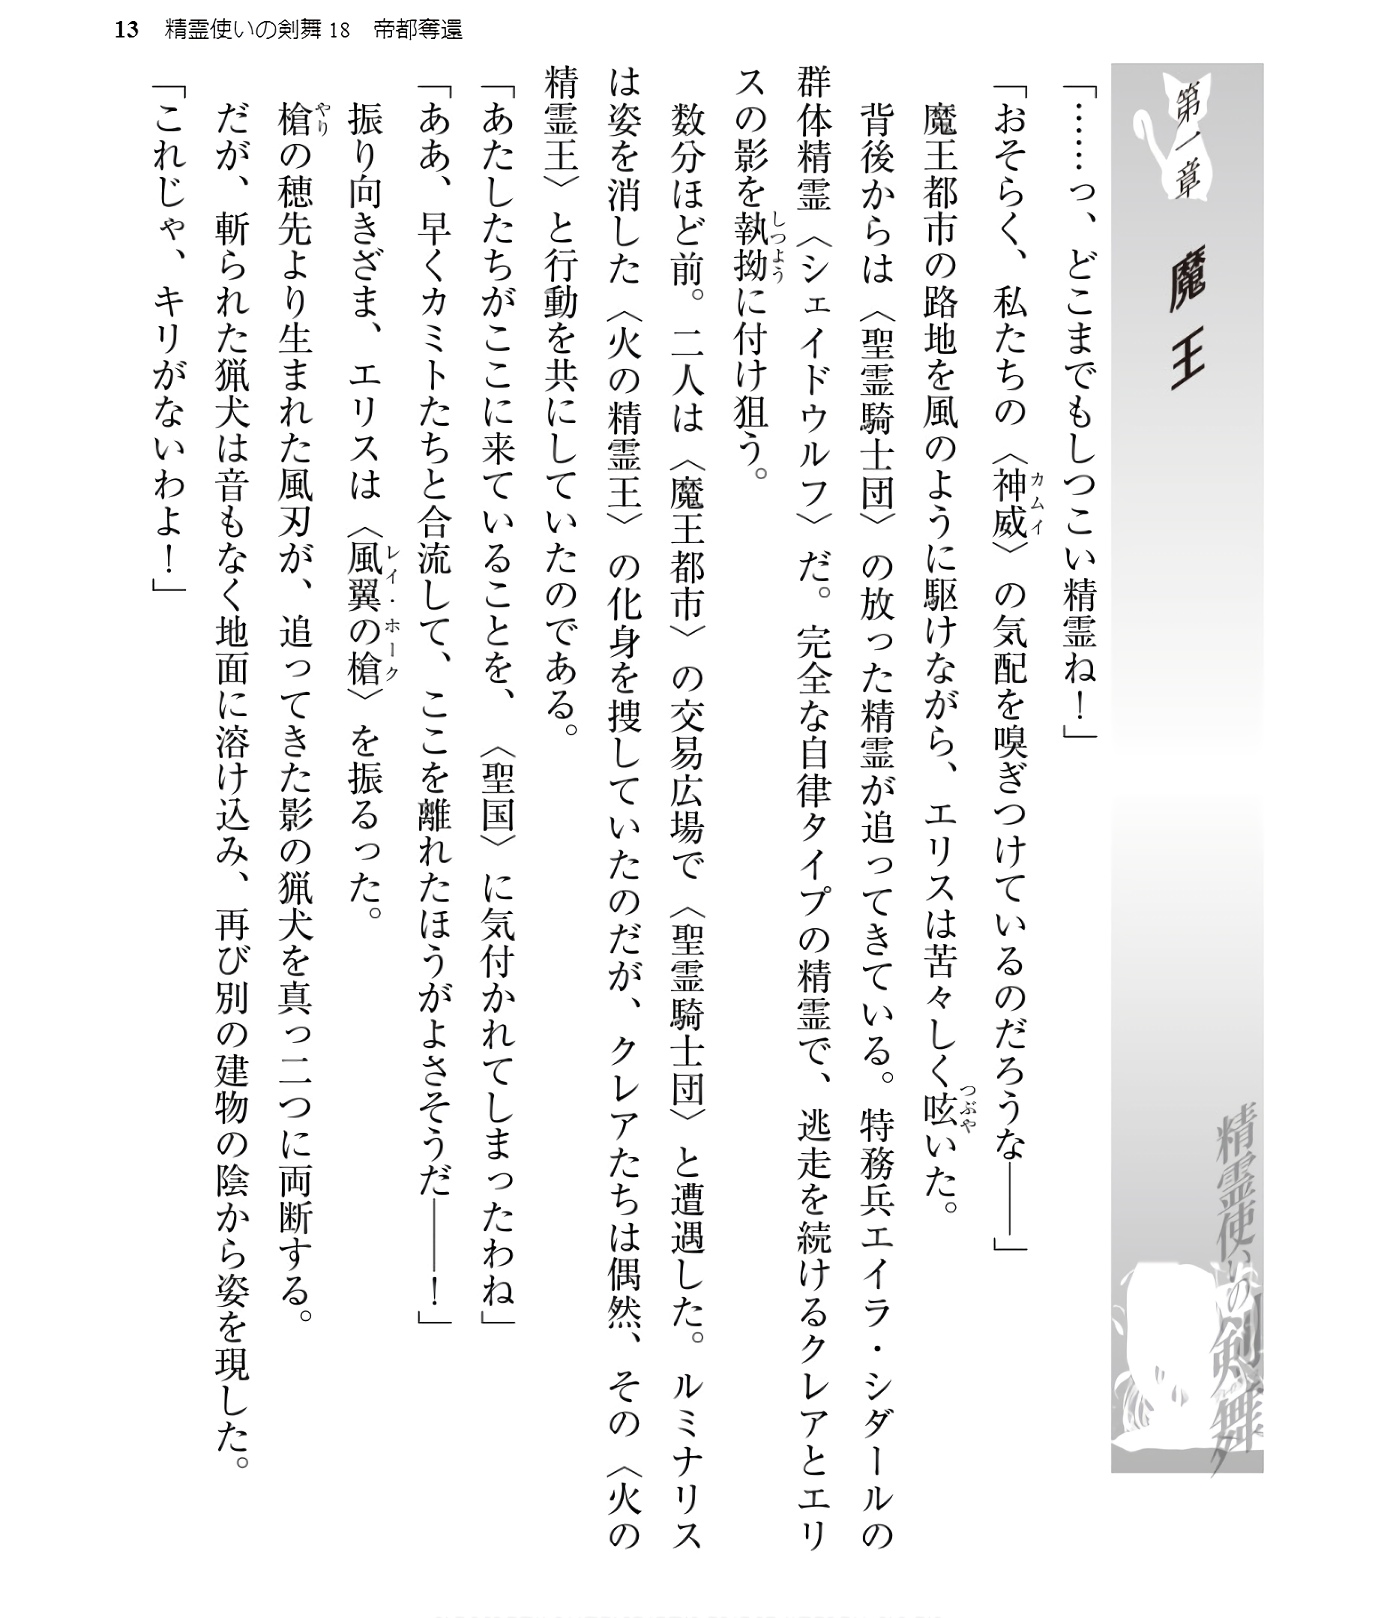 13 精霊使いの剣舞18 帝都奪還
第一章 魔王
精霊使いの剣舞
「……っ、どこまでもしつこい精霊ね！」
「おそらく、私たちの〈神威〉の気配を嗅ぎつけているのだろうな――」
カムイ
魔王都市の路地を風のように駆けながら、エリスは苦々しく呟いた。
つぶや
背後からは〈聖霊騎士団〉の放った精霊が追ってきている。特務兵エイラ・シダールの
群体精霊〈シェイドウルフ〉だ。完全な自律タイプの精霊で、逃走を続けるクレアとエリ
スの影を執拗に付け狙う。
しつよう
数分ほど前。二人は〈魔王都市〉の交易広場で〈聖霊騎士団〉と遭遇した。ルミナリス
は姿を消した〈火の精霊王〉の化身を捜していたのだが、クレアたちは偶然、その〈火の
精霊王〉と行動を共にしていたのである。
「あたしたちがここに来ていることを、〈聖国〉に気付かれてしまったわね」
「ああ、早くカミトたちと合流して、ここを離れたほうがよさそうだ――！」
振り向きざま、エリスは〈風翼の槍〉を振るった。
レイ・ホーク
槍の穂先より生まれた風刃が、追ってきた影の猟犬を真っ二つに両断する。
やり
だが、斬られた猟犬は音もなく地面に溶け込み、再び別の建物の陰から姿を現した。
「これじゃ、キリがないわよ！」